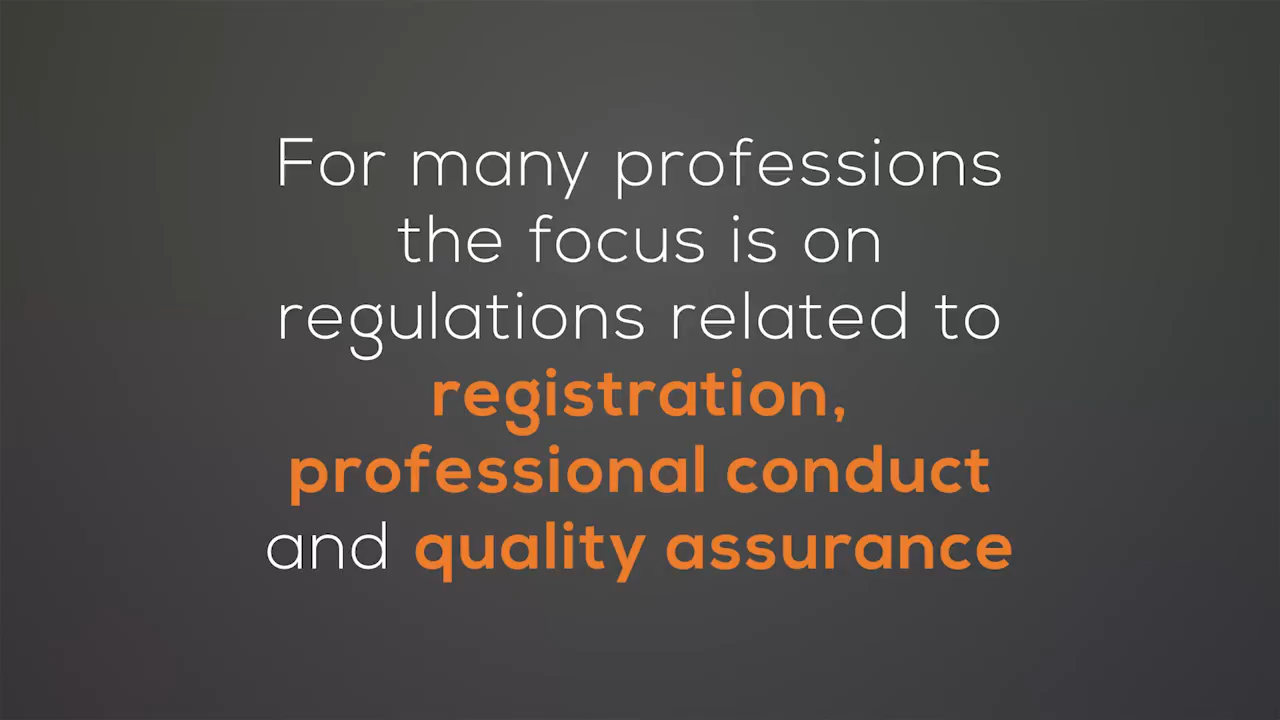 For many professions
the focus is on
regulations related to
registration,
professional conduct
and quality assurance